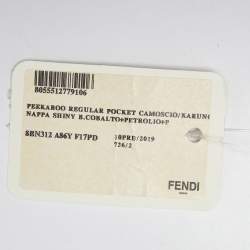 8055512779106
PEEKABOO REGULAR POCKET CAMOSCIO/KARUNG
NAPPA SHINY B.COBALTO+PETROLIO+P
8BN312 A86Y F17PD 10PRE/2019
726/2
FENDI